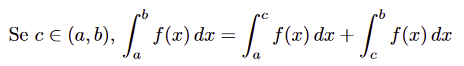 Se c ∈ (a, b), ∫_a^b f(x) dx = ∫_a^c f(x) dx + ∫_c^b f(x) dx